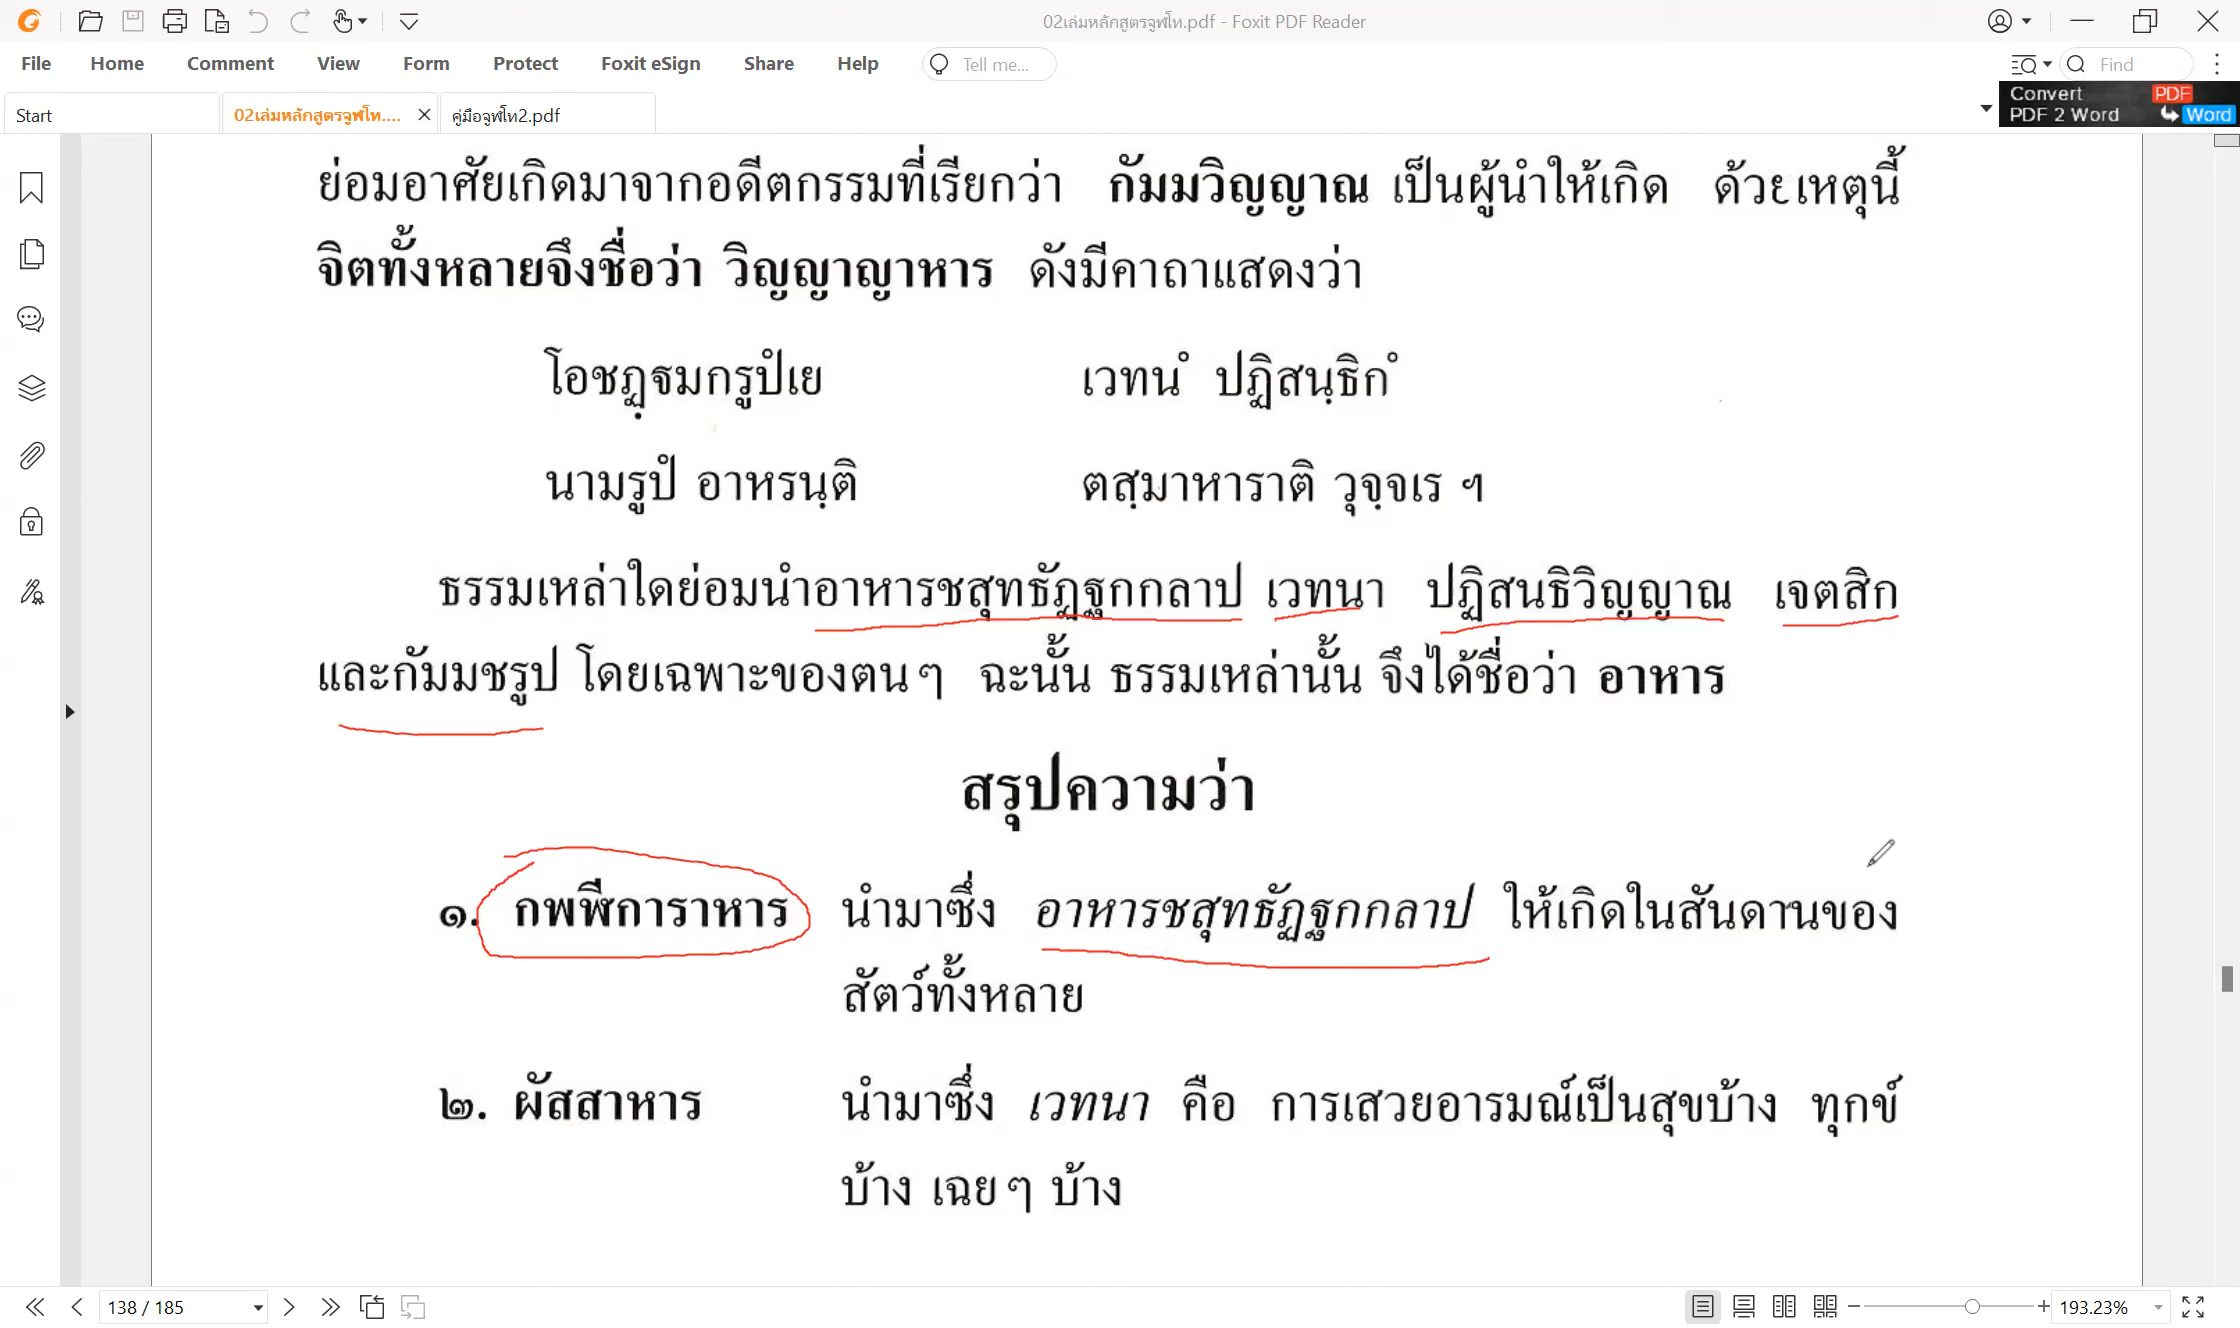 02เล่มหลักสูตรจูฬโท.pdf - Foxit PDF Reader
File Home Comment View Form Protect Foxit eSign Share Help Tell me... Find
Start 02เล่มหลักสูตรจูฬโท.... คู่มือจูฬโท2.pdf
Convert PDF
PDF 2 Word Word
ย่อมอาศัยเกิดมาจากอดีตกรรมที่เรียกว่า กัมมวิญญาณ เป็นผู้นำให้เกิด ด้วยเหตุนี้
จิตทั้งหลายจึงชื่อว่า วิญญาญาหาร ดังมีคาถาแสดงว่า
โอชฏฺฐมกรูปํเย เวทนํ ปฏิสนฺธิกํ
นามรูปํ อาหรนฺติ ตสฺมาหาราติ วุจฺจเร ฯ
ธรรมเหล่าใดย่อมนำอาหารชสุทธัฏฐกกลาป เวทนา ปฏิสนธิวิญญาณ เจตสิก
และกัมมชรูป โดยเฉพาะของตนๆ ฉะนั้น ธรรมเหล่านั้น จึงได้ชื่อว่า อาหาร
สรุปความว่า
๑. กพฬีการาหาร นำมาซึ่ง อาหารชสุทธัฏฐกกลาป ให้เกิดในสันดานของ
สัตว์ทั้งหลาย
๒. ผัสสาหาร นำมาซึ่ง เวทนา คือ การเสวยอารมณ์เป็นสุขบ้าง ทุกข์
บ้าง เฉยๆ บ้าง
138 / 185 193.23%